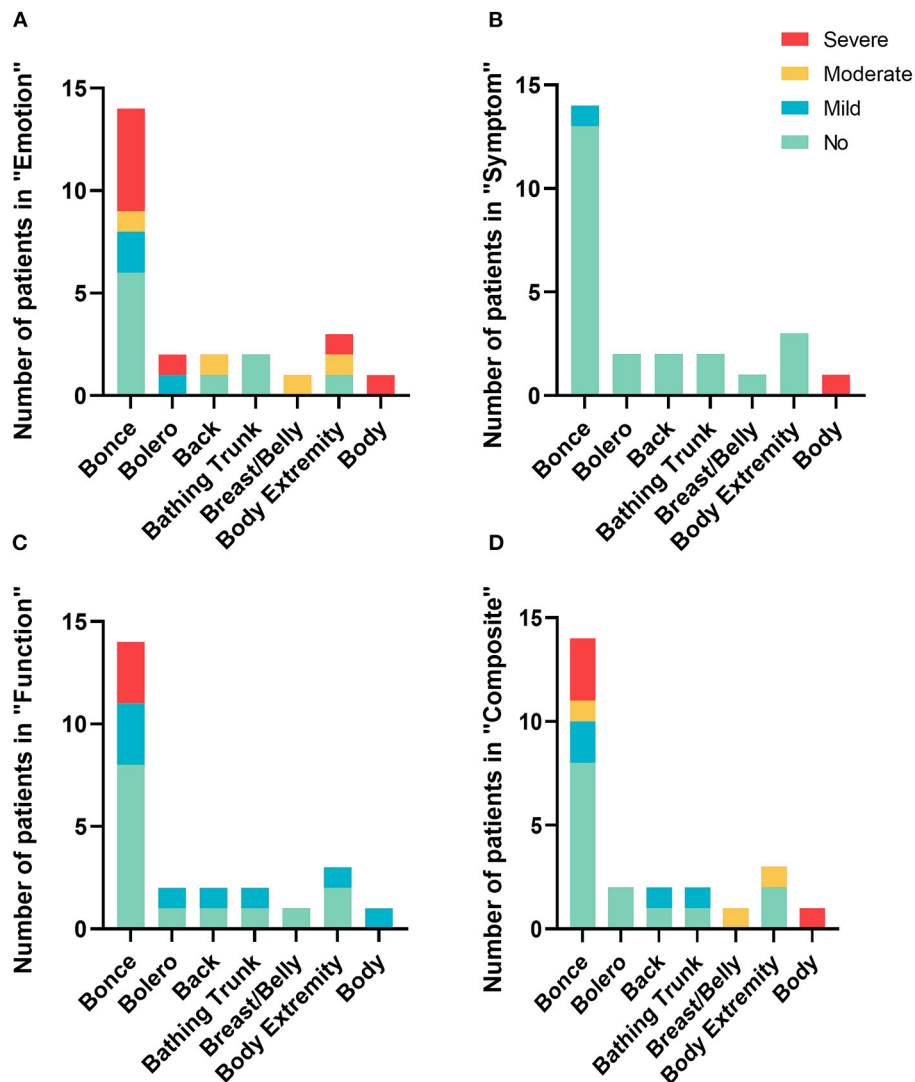 A
Number of patients in "Emotion"
15
10
5
0
Bonce
Bolero
Back
Bathing Trunk
Breast/Belly
Body Extremity
Body
B
Number of patients in "Symptom"
15
10
5
0
Bonce
Bolero
Back
Bathing Trunk
Breast/Belly
Body Extremity
Body
Severe
Moderate
Mild
No
C
Number of patients in "Function"
15
10
5
0
Bonce
Bolero
Back
Bathing Trunk
Breast/Belly
Body Extremity
Body
D
Number of patients in "Composite"
15
10
5
0
Bonce
Bolero
Back
Bathing Trunk
Breast/Belly
Body Extremity
Body